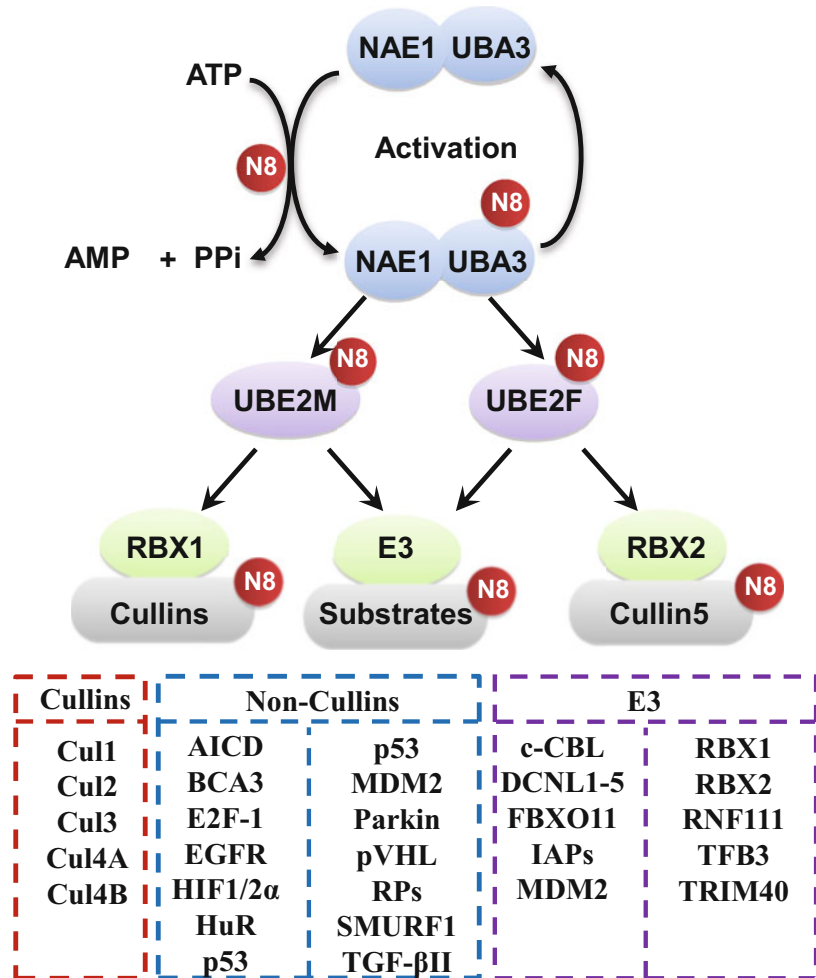 NAE1 UBA3
ATP
N8
Activation
N8
AMP + PPi
NAE1 UBA3
N8
N8
UBE2M
UBE2F
RBX1
E3
RBX2
N8
N8
N8
Cullins
Substrates
Cullin5
Cullins
Non-Cullins
E3
Cul1
Cul2
Cul3
Cul4A
Cul4B
AICD
BCA3
E2F-1
EGFR
HIF1/2α
HuR
p53
p53
MDM2
Parkin
pVHL
RPs
SMURF1
TGF-βII
c-CBL
DCNL1-5
FBXO11
IAPs
MDM2
RBX1
RBX2
RNF111
TFB3
TRIM40